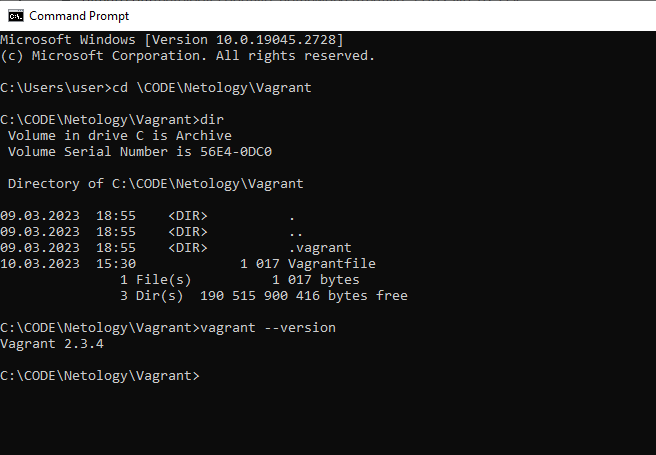 Command Prompt
Microsoft Windows [Version 10.0.19045.2728]
(c) Microsoft Corporation. All rights reserved.
C:\Users\user>cd \CODE\Netology\Vagrant
C:\CODE\Netology\Vagrant>dir
 Volume in drive C is Archive
 Volume Serial Number is 56E4-0DC0
 Directory of C:\CODE\Netology\Vagrant
09.03.2023  18:55    <DIR>          .
09.03.2023  18:55    <DIR>          ..
09.03.2023  18:55    <DIR>          .vagrant
10.03.2023  15:30             1 017 Vagrantfile
               1 File(s)          1 017 bytes
               3 Dir(s)  190 515 900 416 bytes free
C:\CODE\Netology\Vagrant>vagrant --version
Vagrant 2.3.4
C:\CODE\Netology\Vagrant>